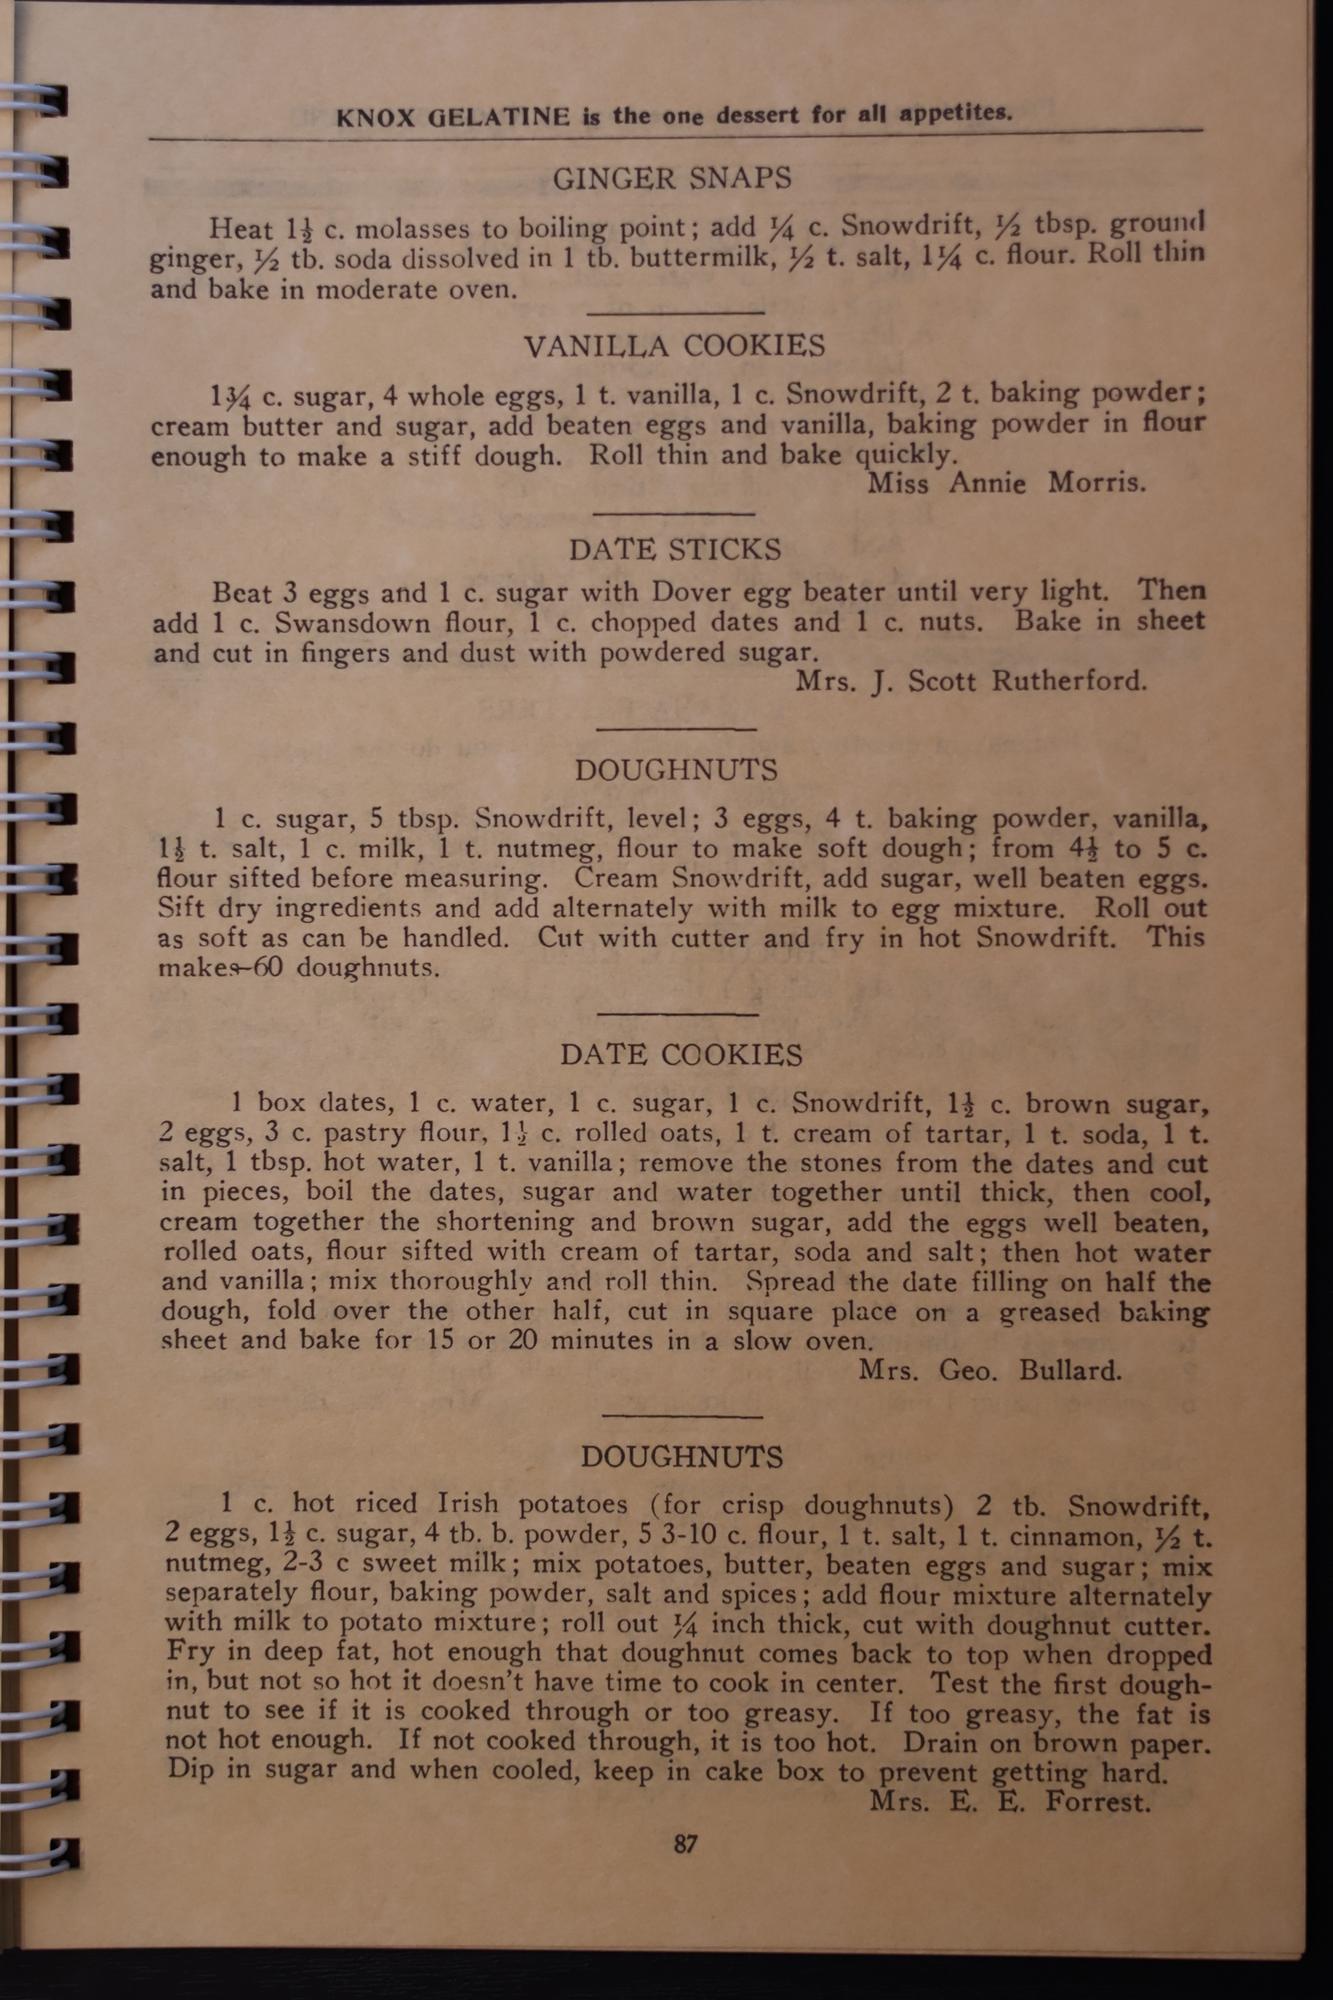 KNOX GELATINE is the one dessert for all appetites.
GINGER SNAPS
Heat 1½ c. molasses to boiling point; add ¼ c. Snowdrift, ½ tbsp. ground
ginger, ½ tb. soda dissolved in 1 tb. buttermilk, ½ t. salt, 1¼ c. flour. Roll thin
and bake in moderate oven.
VANILLA COOKIES
1¾ c. sugar, 4 whole eggs, 1 t. vanilla, 1 c. Snowdrift, 2 t. baking powder;
cream butter and sugar, add beaten eggs and vanilla, baking powder in flour
enough to make a stiff dough. Roll thin and bake quickly.
Miss Annie Morris.
DATE STICKS
Beat 3 eggs and 1 c. sugar with Dover egg beater until very light. Then
add 1 c. Swansdown flour, 1 c. chopped dates and 1 c. nuts. Bake in sheet
and cut in fingers and dust with powdered sugar.
Mrs. J. Scott Rutherford.
DOUGHNUTS
1 c. sugar, 5 tbsp. Snowdrift, level; 3 eggs, 4 t. baking powder, vanilla,
1½ t. salt, 1 c. milk, 1 t. nutmeg, flour to make soft dough; from 4½ to 5 c.
flour sifted before measuring. Cream Snowdrift, add sugar, well beaten eggs.
Sift dry ingredients and add alternately with milk to egg mixture. Roll out
as soft as can be handled. Cut with cutter and fry in hot Snowdrift. This
makes 60 doughnuts.
DATE COOKIES
1 box dates, 1 c. water, 1 c. sugar, 1 c. Snowdrift, 1½ c. brown sugar,
2 eggs, 3 c. pastry flour, 1½ c. rolled oats, 1 t. cream of tartar, 1 t. soda, 1 t.
salt, 1 tbsp. hot water, 1 t. vanilla; remove the stones from the dates and cut
in pieces, boil the dates, sugar and water together until thick, then cool,
cream together the shortening and brown sugar, add the eggs well beaten,
rolled oats, flour sifted with cream of tartar, soda and salt; then hot water
and vanilla; mix thoroughly and roll thin. Spread the date filling on half the
dough, fold over the other half, cut in square place on a greased baking
sheet and bake for 15 or 20 minutes in a slow oven.
Mrs. Geo. Bullard.
DOUGHNUTS
1 c. hot riced Irish potatoes (for crisp doughnuts) 2 tb. Snowdrift,
2 eggs, 1½ c. sugar, 4 tb. b. powder, 5 3-10 c. flour, 1 t. salt, 1 t. cinnamon, ½ t.
nutmeg, 2-3 c sweet milk; mix potatoes, butter, beaten eggs and sugar; mix
separately flour, baking powder, salt and spices; add flour mixture alternately
with milk to potato mixture; roll out ¼ inch thick, cut with doughnut cutter.
Fry in deep fat, hot enough that doughnut comes back to top when dropped
in, but not so hot it doesn't have time to cook in center. Test the first dough-
nut to see if it is cooked through or too greasy. If too greasy, the fat is
not hot enough. If not cooked through, it is too hot. Drain on brown paper.
Dip in sugar and when cooled, keep in cake box to prevent getting hard.
Mrs. E. E. Forrest.
87